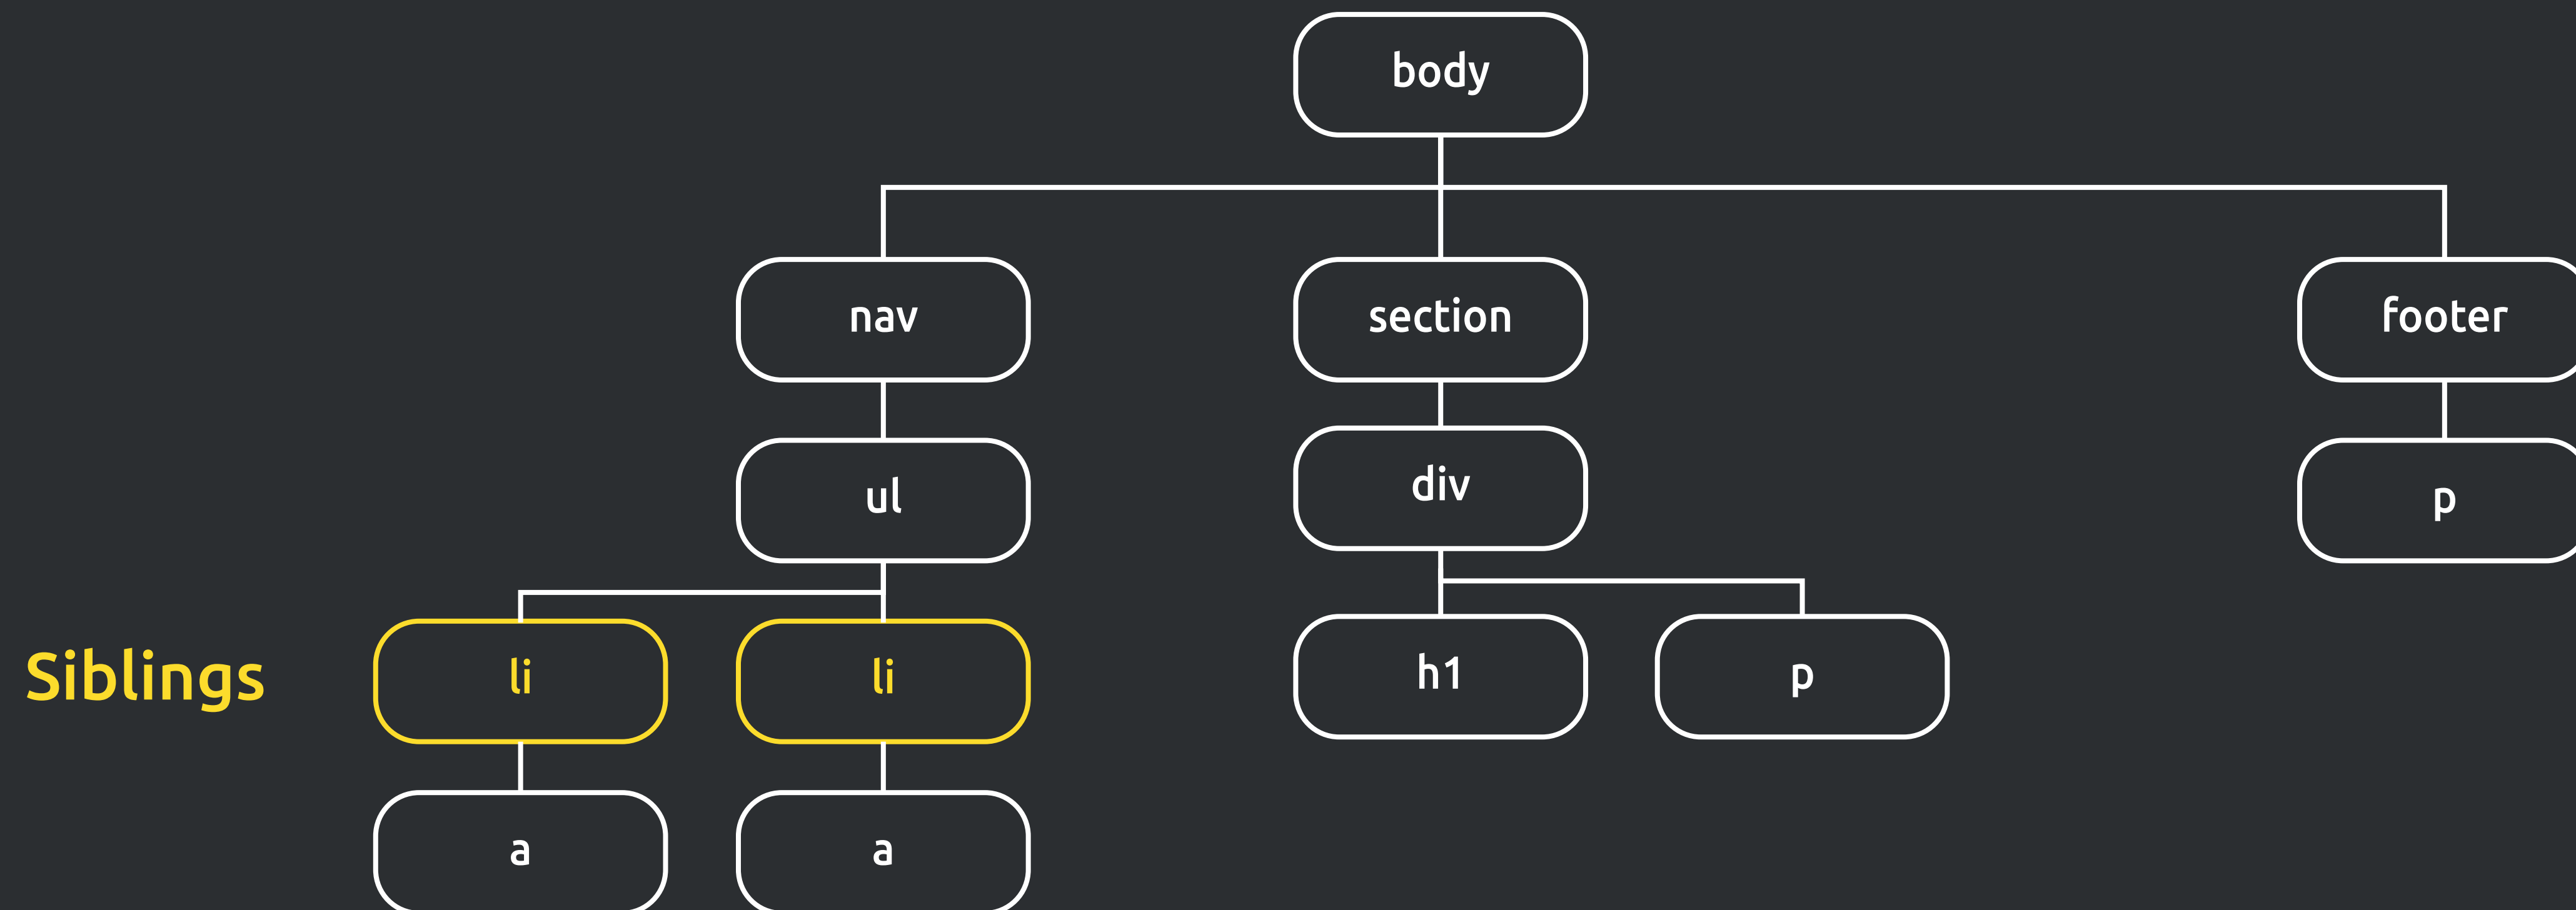 body
nav
section
footer
ul
div
p
Siblings
li
li
h1
p
a
a